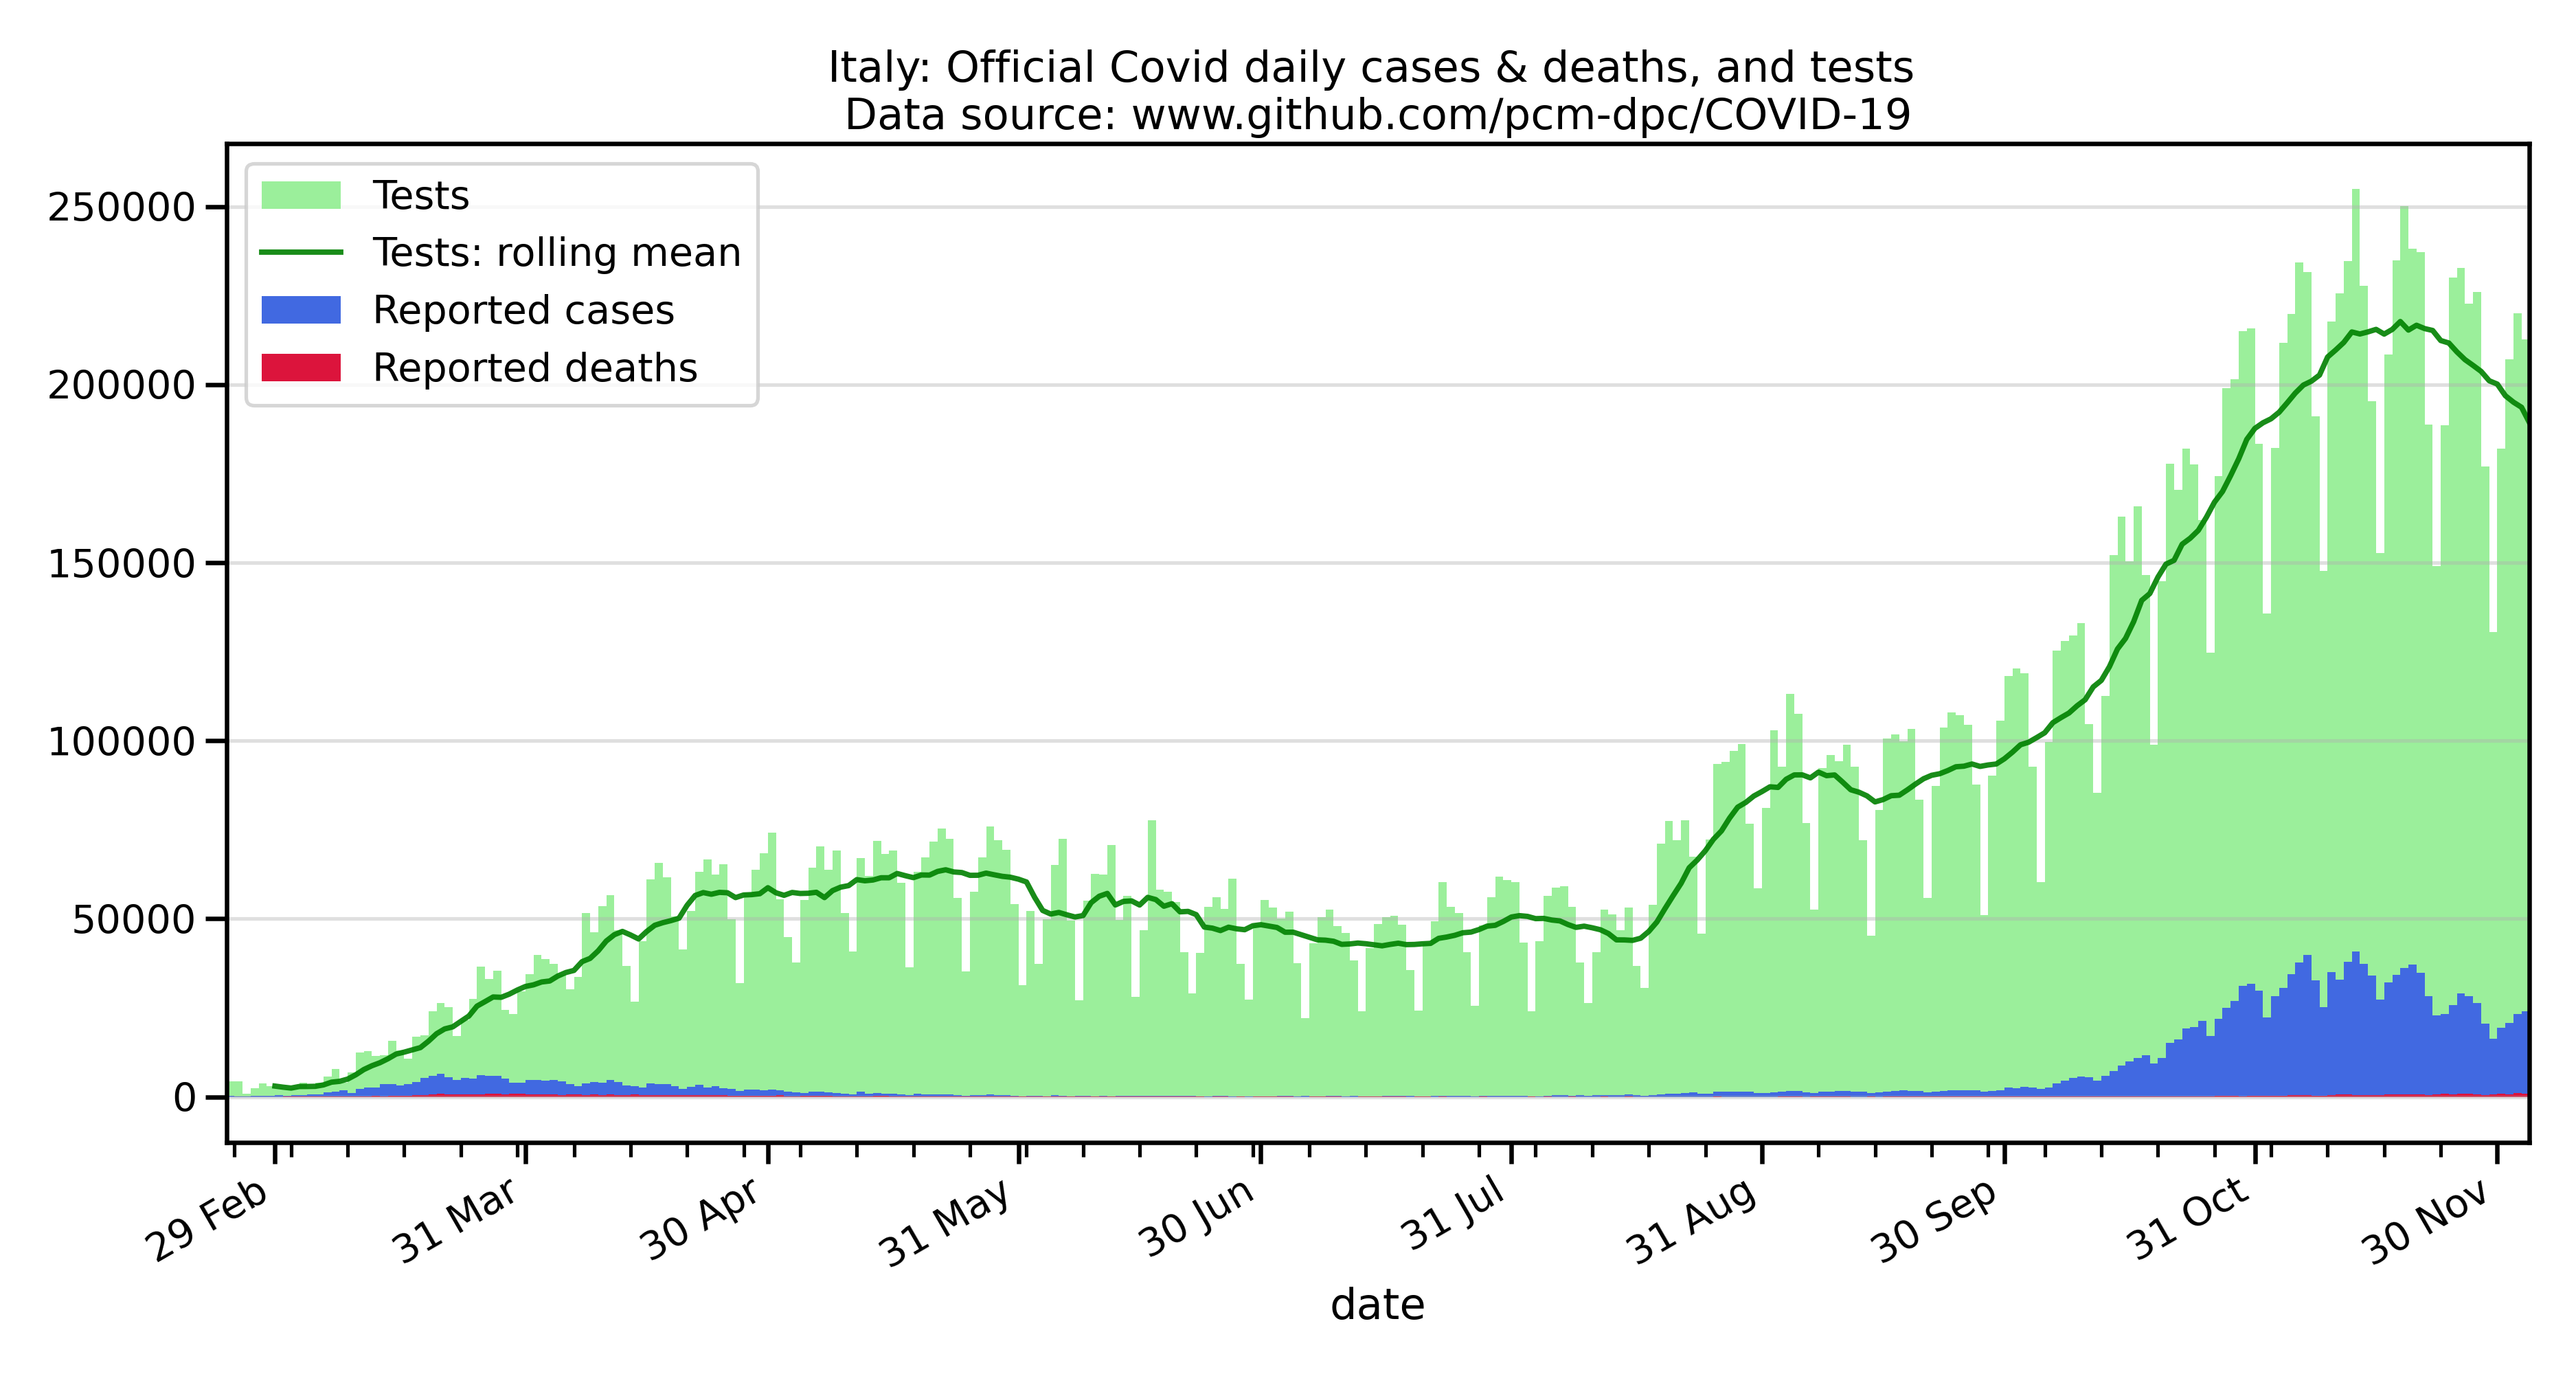 Italy: Official Covid daily cases & deaths, and tests
Data source: www.github.com/pcm-dpc/COVID-19
Tests
Tests: rolling mean
Reported cases
Reported deaths
250000
200000
150000
100000
50000
0
29 Feb
31 Mar
30 Apr
31 May
30 Jun
31 Jul
31 Aug
30 Sep
31 Oct
30 Nov
date